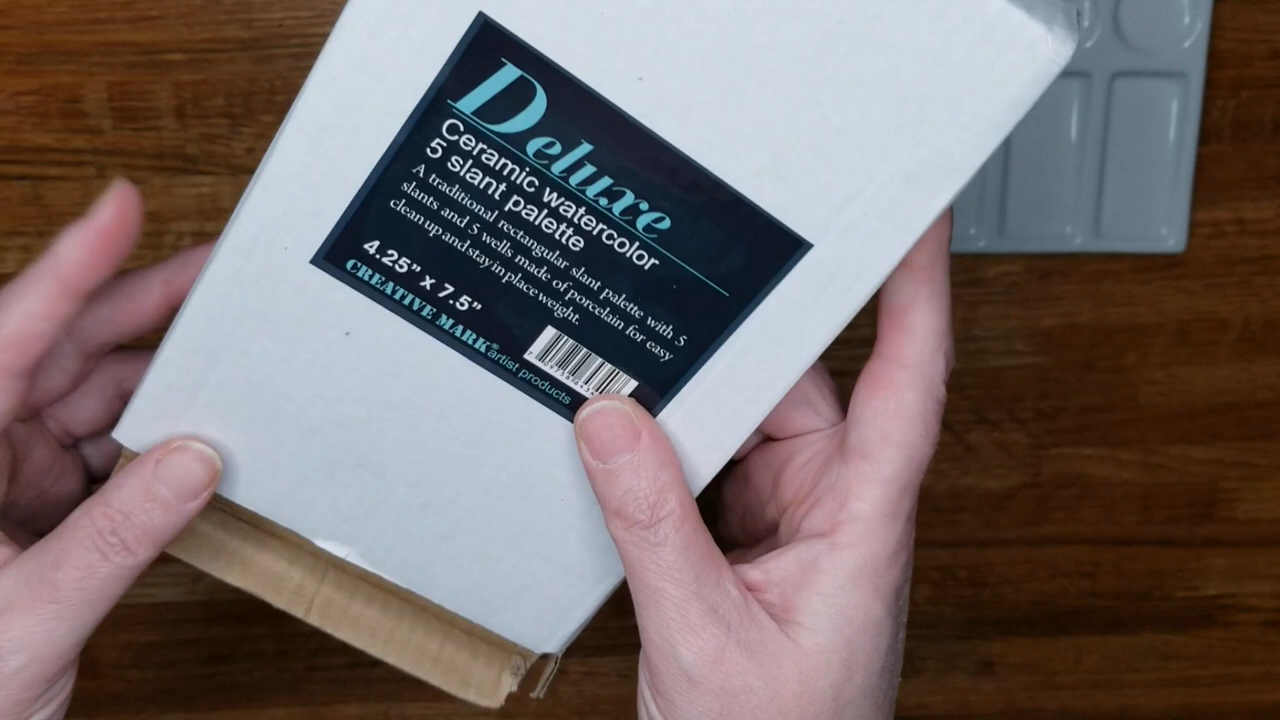 Deluxe
Ceramic watercolor
5 slant palette
A traditional rectangular slant palette with 5
slants and 5 wells made of porcelain for easy
clean up and stay in place weight.
4.25" x 7.5"
CREATIVE MARK® artist products